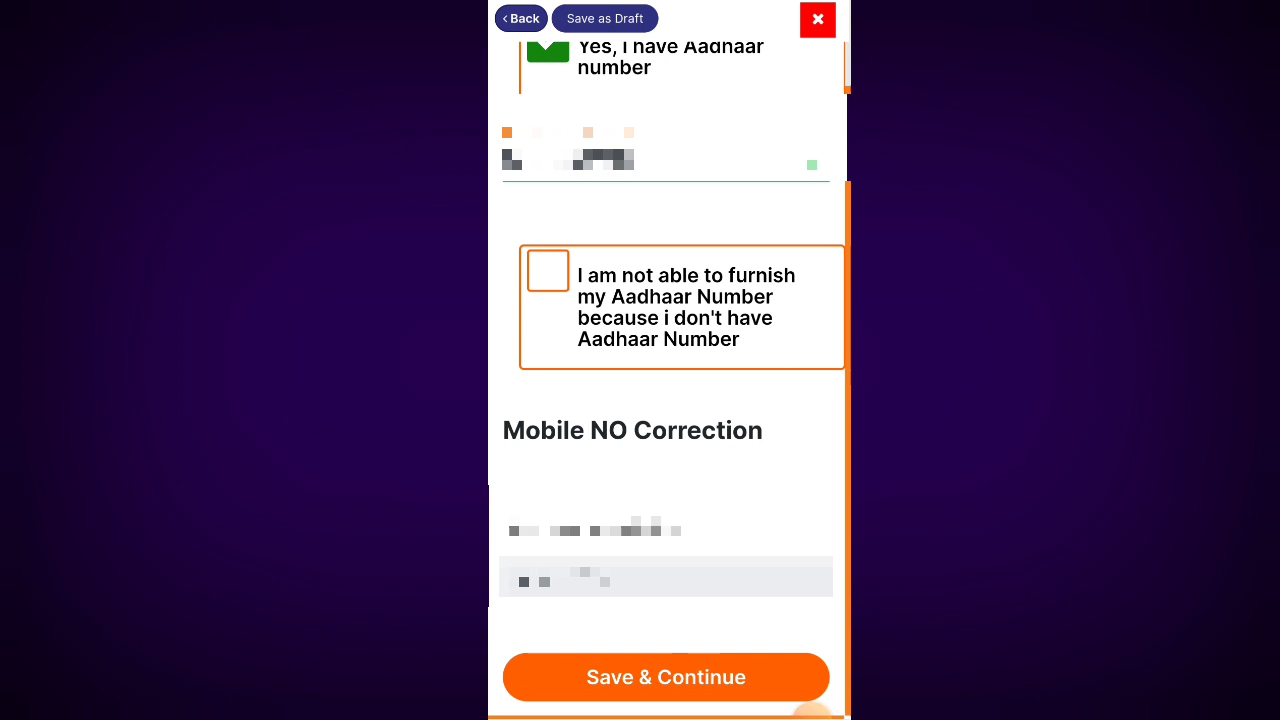 Back
Save as Draft
Yes, I have Aadhaar
number
I am not able to furnish
my Aadhaar Number
because i don't have
Aadhaar Number
Mobile NO Correction
Save & Continue